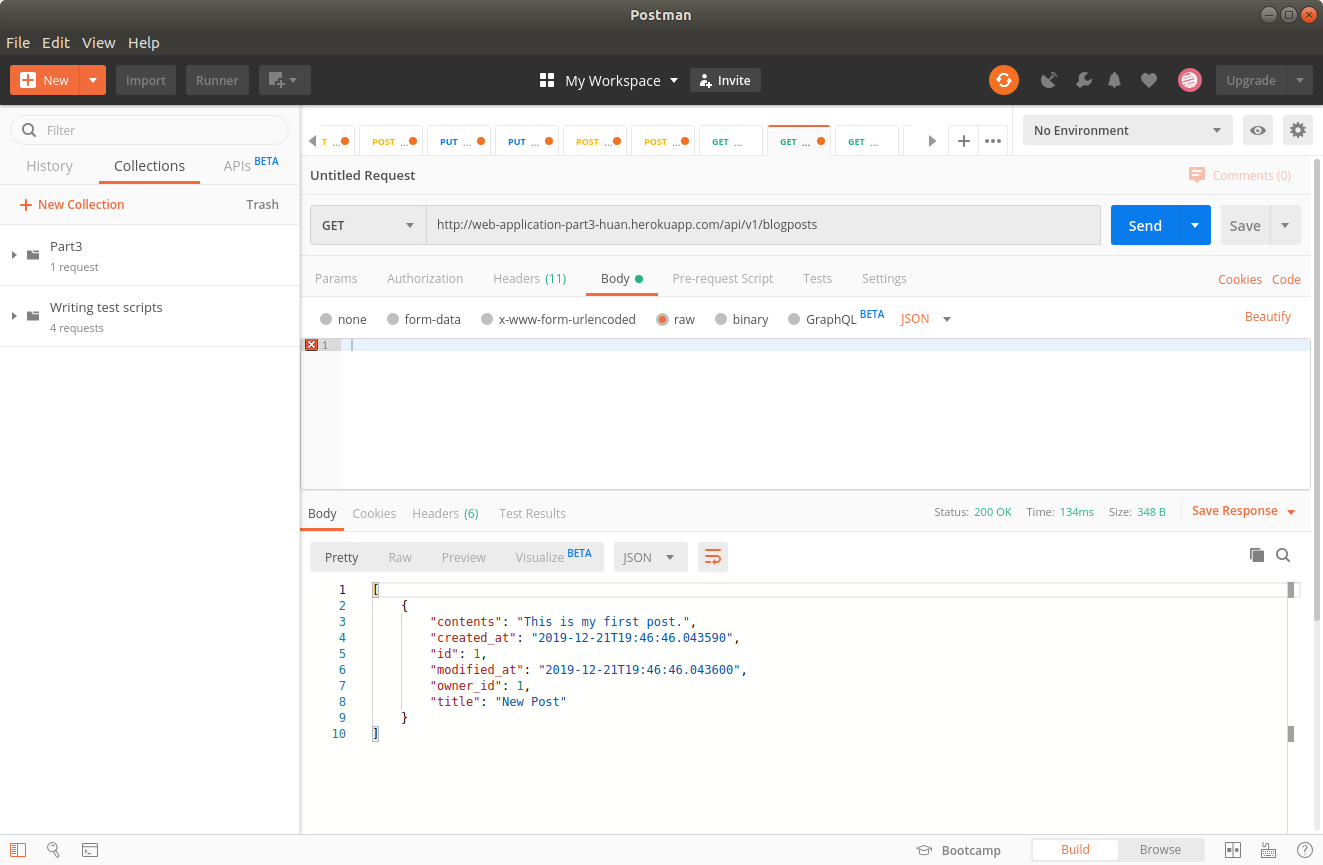 Postman
File Edit View Help
New Import Runner My Workspace Invite Upgrade
Filter
History Collections APIs BETA
New Collection Trash
Part3
1 request
Writing test scripts
4 requests
T ... POST ... PUT ... PUT ... POST ... POST ... GET ... GET ... GET ... No Environment
Untitled Request Comments (0)
GET http://web-application-part3-huan.herokuapp.com/api/v1/blogposts Send Save
Params Authorization Headers (11) Body Pre-request Script Tests Settings Cookies Code
none form-data x-www-form-urlencoded raw binary GraphQL BETA JSON Beautify
1
Body Cookies Headers (6) Test Results Status: 200 OK Time: 134ms Size: 348 B Save Response
Pretty Raw Preview Visualize BETA JSON
1 [
2 {
3 "contents": "This is my first post.",
4 "created_at": "2019-12-21T19:46:46.043590",
5 "id": 1,
6 "modified_at": "2019-12-21T19:46:46.043600",
7 "owner_id": 1,
8 "title": "New Post"
9 }
10 ]
Bootcamp Build Browse